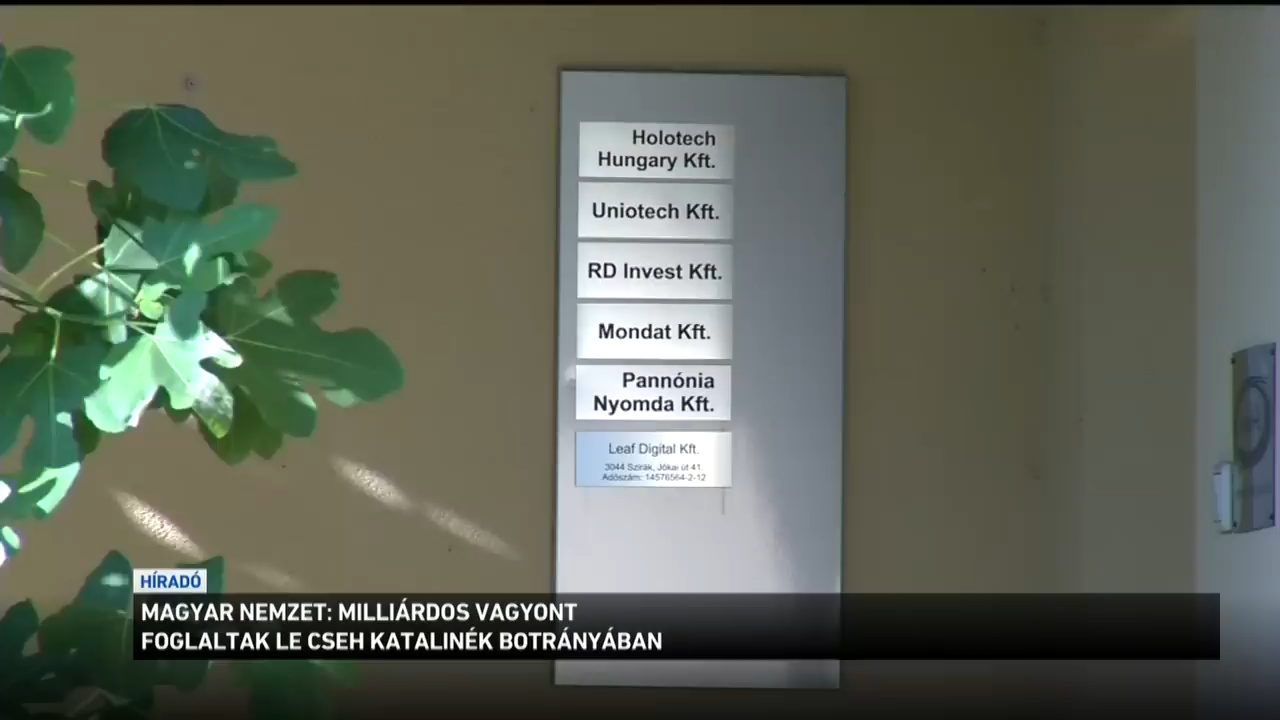 Holotech
Hungary Kft.
Uniotech Kft.
RD Invest Kft.
Mondat Kft.
Pannónia
Nyomda Kft.
Leaf Digital Kft.
3044 Szirák, Jókai út 41.
Adószám: 14576564-2-12
HÍRADÓ
MAGYAR NEMZET: MILLIÁRDOS VAGYONT
FOGLALTAK LE CSEH KATALINÉK BOTRÁNYÁBAN